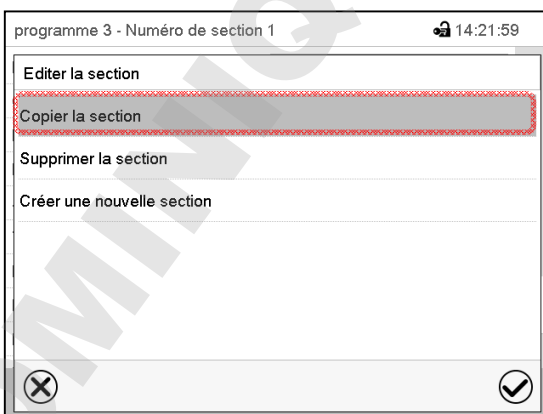 programme 3 - Numéro de section 1 14:21:59
Editer la section
Copier la section
Supprimer la section
Créer une nouvelle section